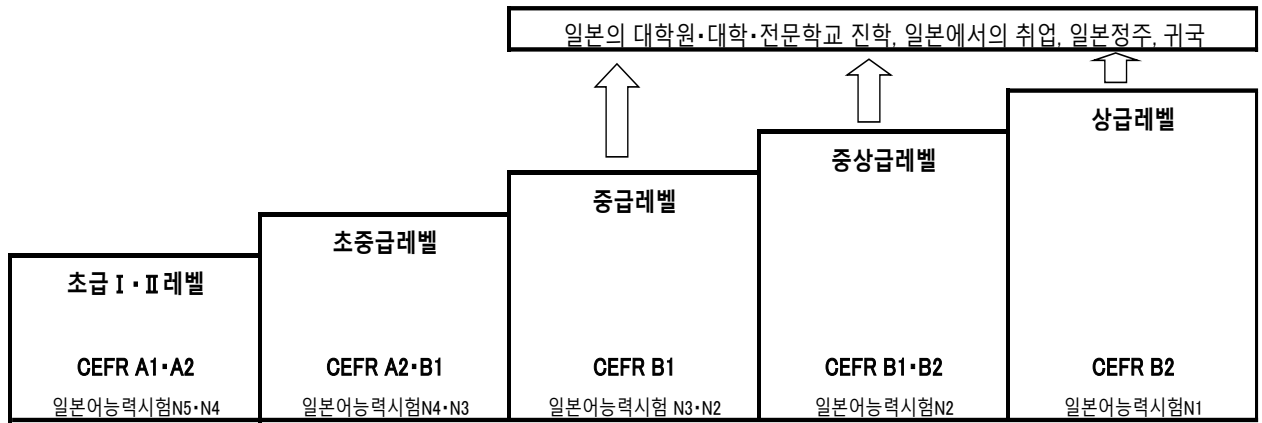 일본의 대학원▪대학▪전문학교 진학, 일본에서의 취업, 일본정주, 귀국
상급레벨
중상급레벨
중급레벨
초중급레벨
초급Ⅰ▪Ⅱ레벨
CEFR A1▪A2
CEFR A2▪B1
CEFR B1
CEFR B1▪B2
CEFR B2
일본어능력시험N5▪N4
일본어능력시험N4▪N3
일본어능력시험 N3▪N2
일본어능력시험N2
일본어능력시험N1